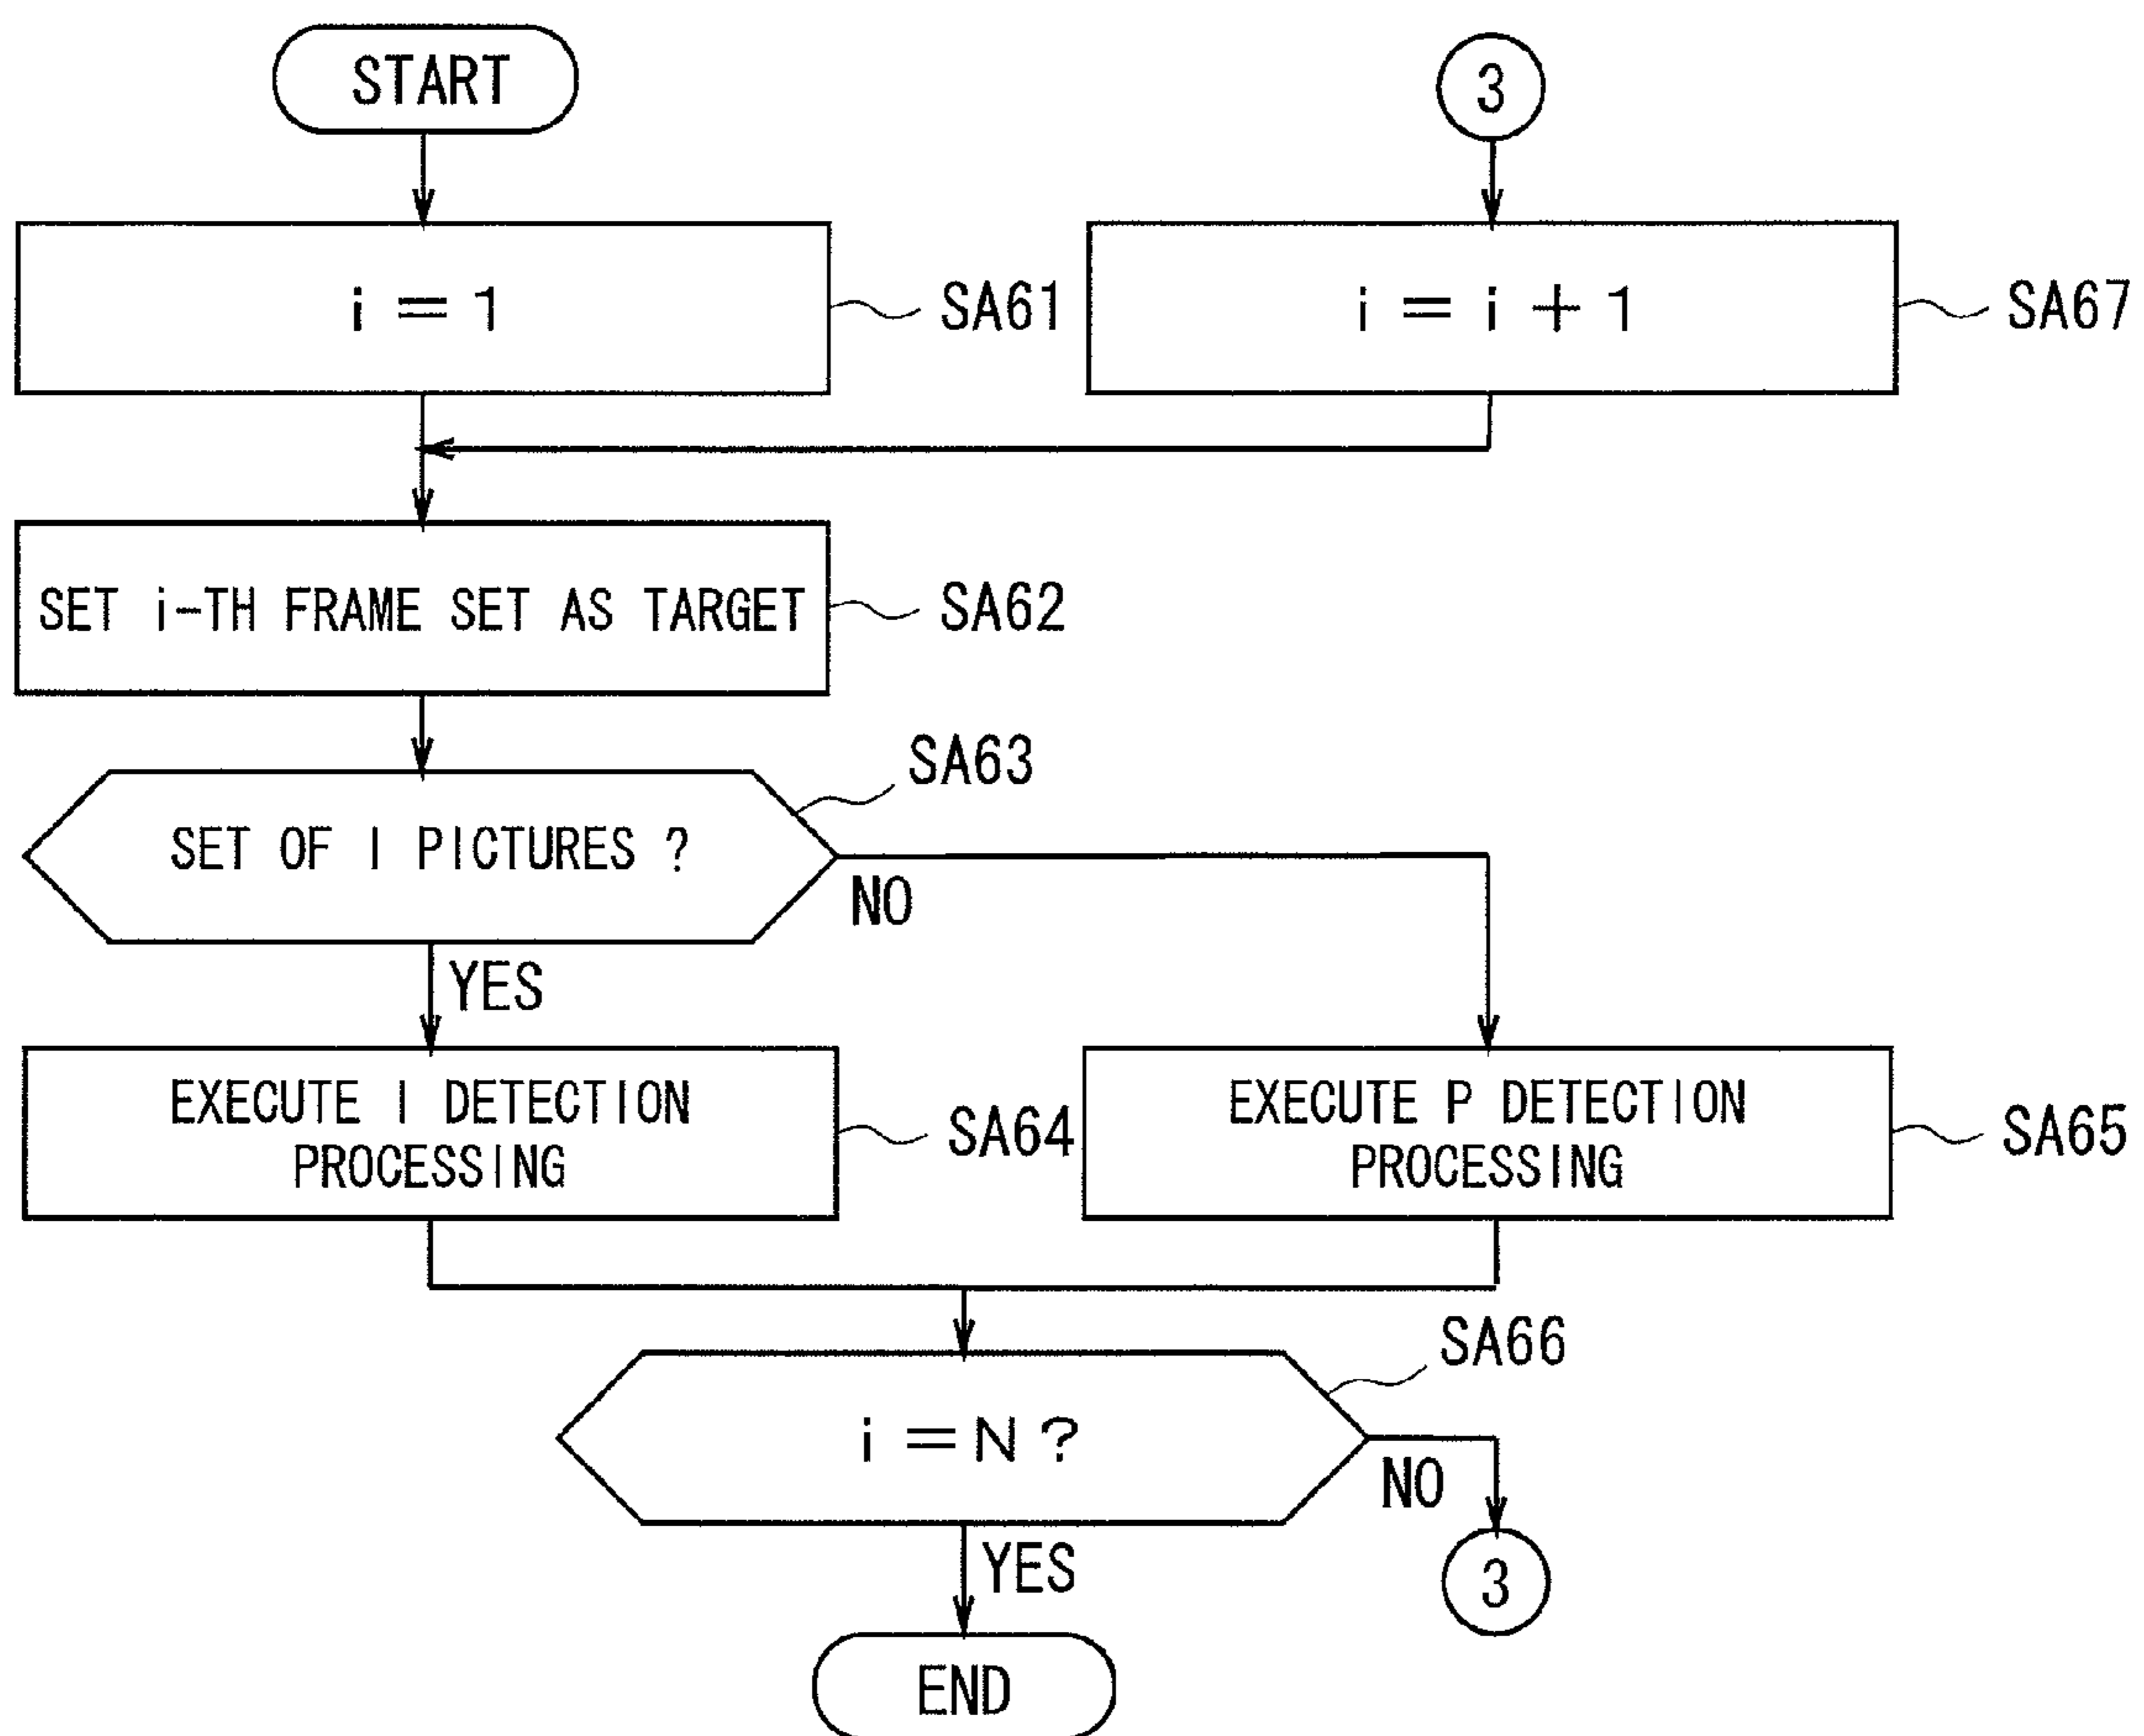 START
3
i = 1
SA61
i = i + 1
SA67
SET i-TH FRAME SET AS TARGET
SA62
SA63
SET OF I PICTURES ?
NO
YES
EXECUTE I DETECTION
PROCESSING
SA64
EXECUTE P DETECTION
PROCESSING
SA65
SA66
i = N ?
NO
YES
3
END